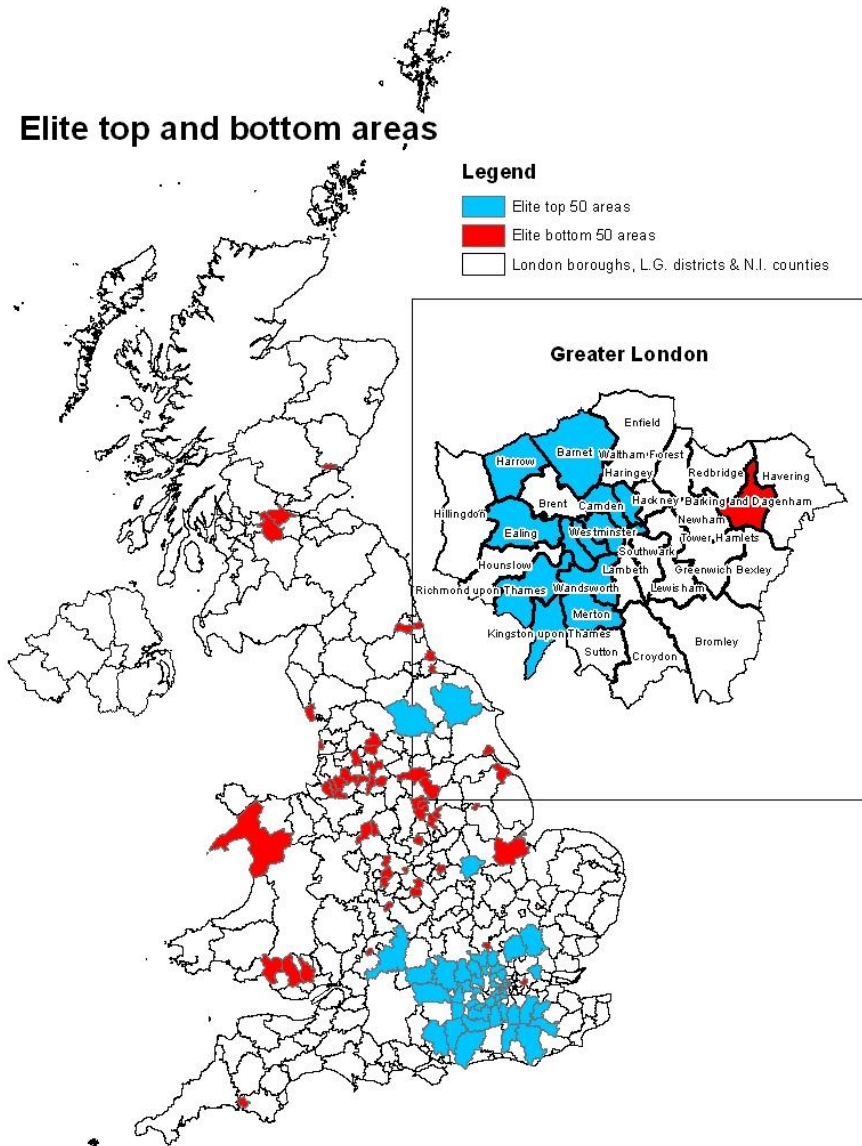 Elite top and bottom areas
Legend
Elite top 50 areas
Elite bottom 50 areas
London boroughs, L.G. districts & N.I. counties
Greater London
Enfield
Barnet
Waltham Forest
Harrow
Haringey
Redbridge
Havering
Brent
Camden
Hackney
Barking and Dagenham
Hillingdon
Newham
Ealing
Westminster
Tower Hamlets
Southwark
Hounslow
Lambeth
Greenwich
Bexley
Richmond upon Thames
Wandsworth
Lewisham
Merton
Kingston upon Thames
Sutton
Croydon
Bromley